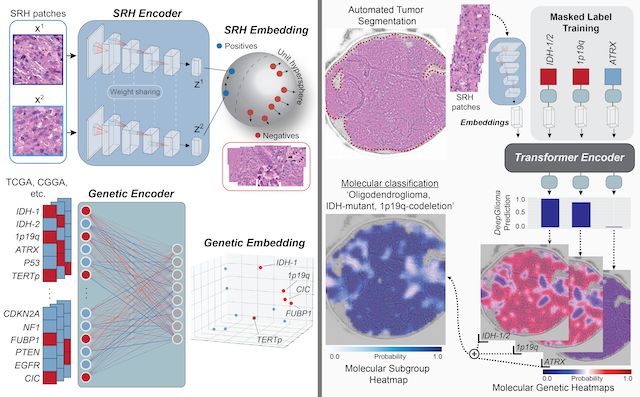 SRH patches
SRH Encoder
x1
x2
Weight sharing
z1
z2
SRH Embedding
Positives
Unit hypersphere
Negatives
TCGA, CGGA,
etc.
Genetic Encoder
IDH-1
IDH-2
1p19q
ATRX
P53
TERTp
CDKN2A
NF1
FUBP1
PTEN
EGFR
CIC
Genetic Embedding
IDH-1
1p19q
CIC
FUBP1
TERTp
Automated Tumor
Segmentation
SRH
patches
Embeddings
Masked Label
Training
IDH-1/2
1p19q
ATRX
Transformer Encoder
DeepGlioma
Prediction
1.0
0.5
0.0
Molecular classification
'Oligodendroglioma,
IDH-mutant, 1p19q-codeletion'
0.0
1.0
Probability
Molecular Subgroup
Heatmap
IDH-1/2
1p19q
ATRX
0.0
1.0
Probability
Molecular Genetic Heatmaps